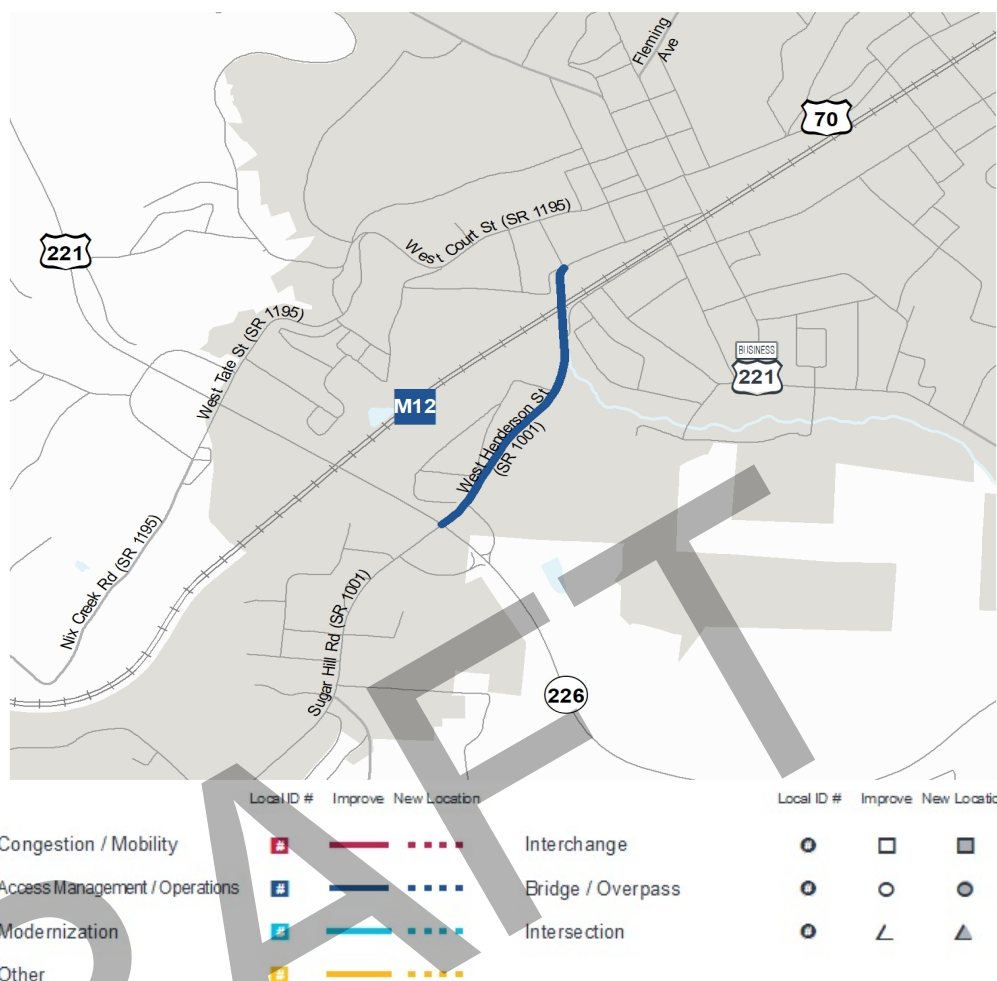 Fleming
Ave
70
West Court St (SR 1195)
221
West Tate St (SR 1195)
BUSINESS
221
M12
West Henderson St
(SR 1001)
Nix Creek Rd (SR 1195)
Sugar Hill Rd (SR 1001)
226
DRAFT
Local ID # Improve New Location
Congestion / Mobility #
Access Management / Operations #
Modernization #
Other #
Local ID # Improve New Locatio
Interchange #
Bridge / Overpass #
Intersection #